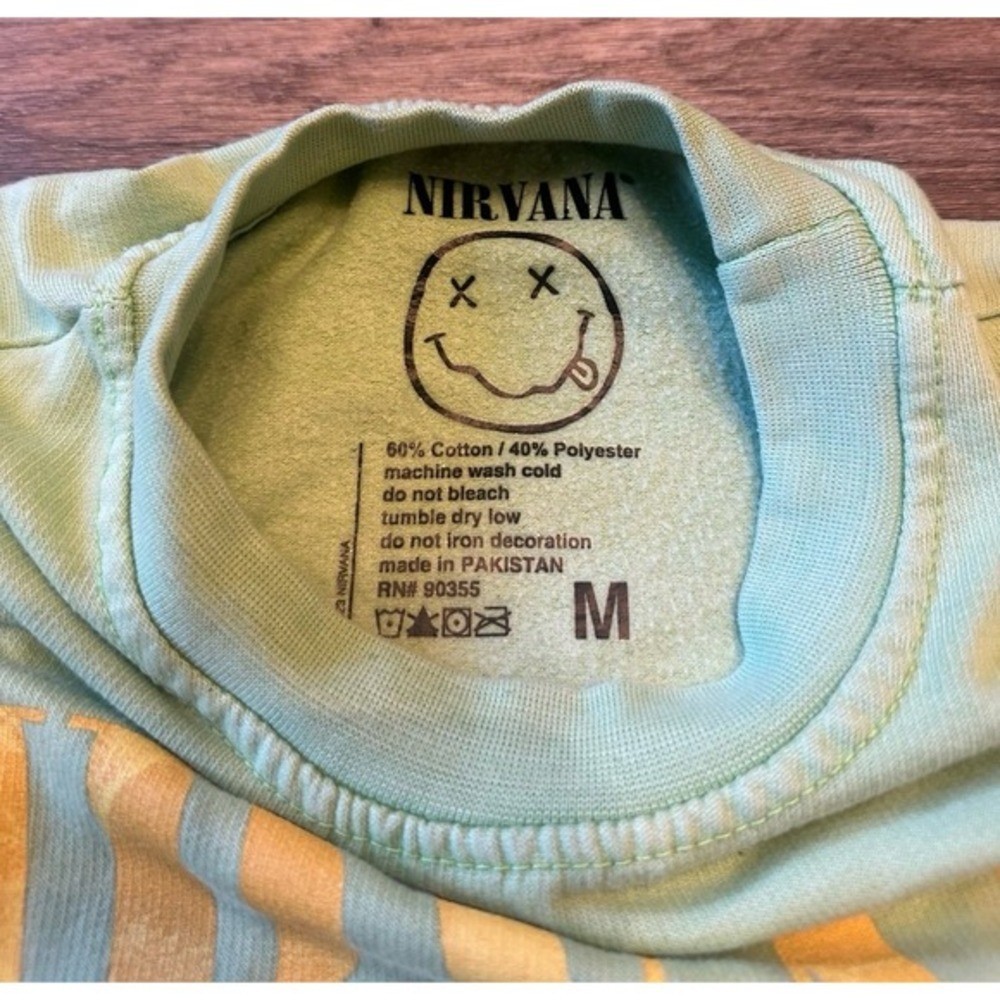 NIRVANA
60% Cotton / 40% Polyester
machine wash cold
do not bleach
tumble dry low
do not iron decoration
made in PAKISTAN
RN# 90355
M
NIRVANA